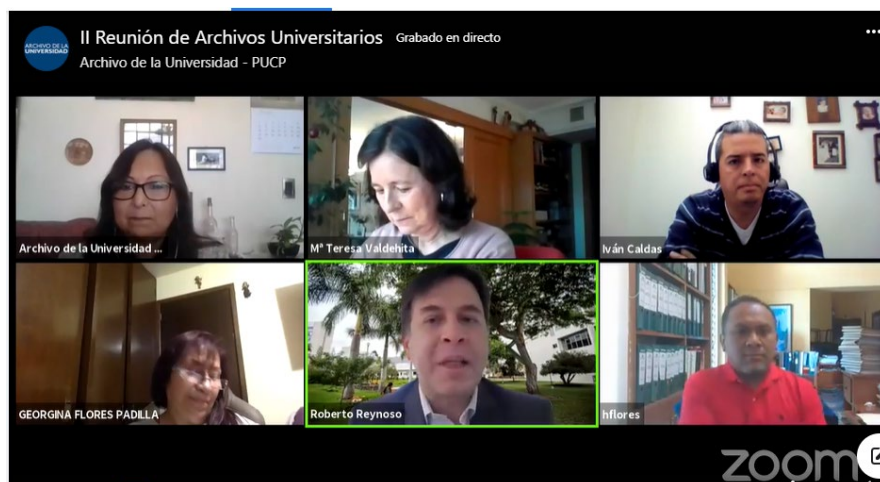 II Reunión de Archivos Universitarios Grabado en directo
Archivo de la Universidad - PUCP
ARCHIVO DE LA
UNIVERSIDAD
Archivo de la Universidad ...
Mª Teresa Valdehita
Iván Caldas
GEORGINA FLORES PADILLA
Roberto Reynoso
hflores
zoom